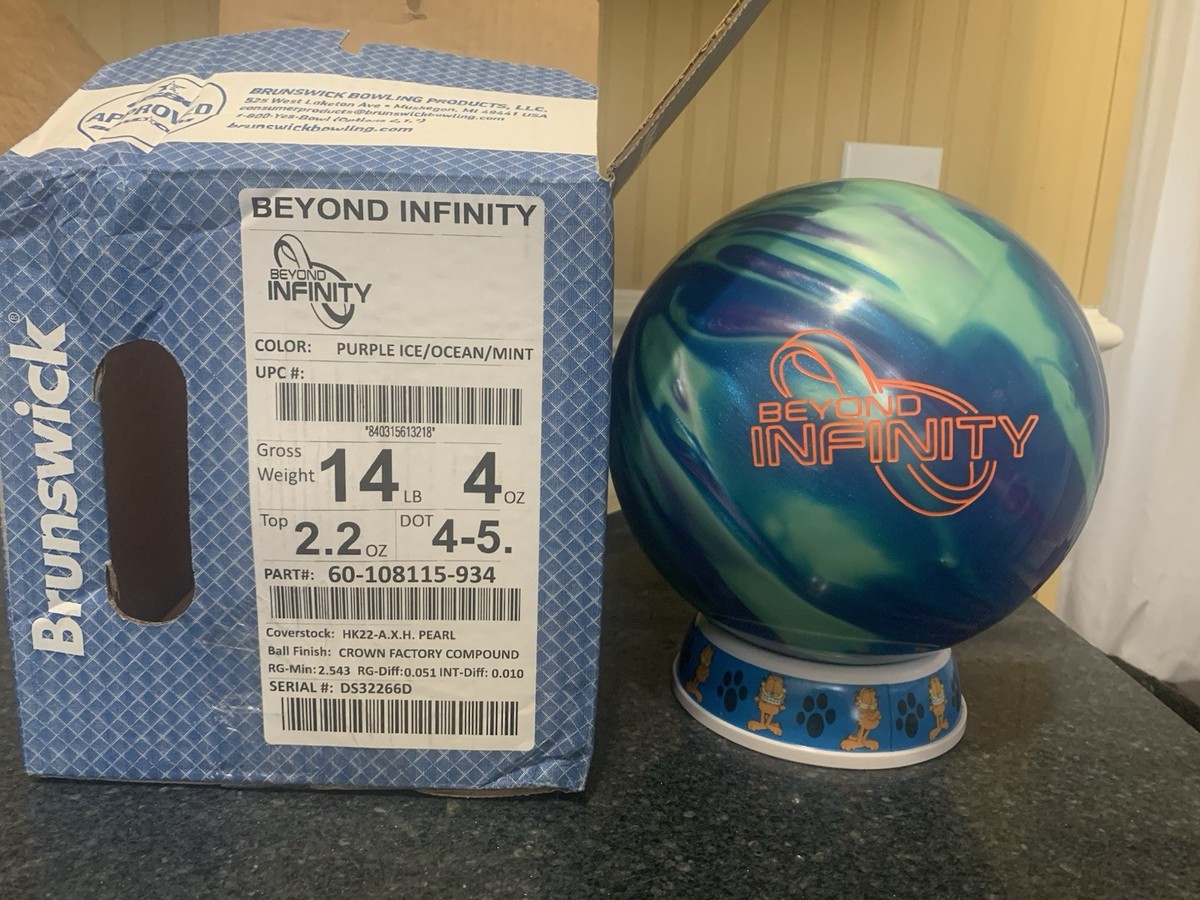 APPROVED
BRUNSWICK BOWLING PRODUCTS, LLC.
525 West Laketon Ave • Muskegon, MI 49441 USA
consumerproducts@brunswickbowling.com
brunswickbowling.com
Brunswick®
BEYOND INFINITY
BEYOND
INFINITY
COLOR: PURPLE ICE/OCEAN/MINT
UPC #:
*840315613218*
Gross Weight 14 LB 4 OZ
Top 2.2 OZ DOT 4-5.
PART#: 60-108115-934
Coverstock: HK22-A.X.H. PEARL
Ball Finish: CROWN FACTORY COMPOUND
RG-Min:2.543 RG-Diff:0.051 INT-Diff: 0.010
SERIAL #: DS32266D
BEYOND
INFINITY